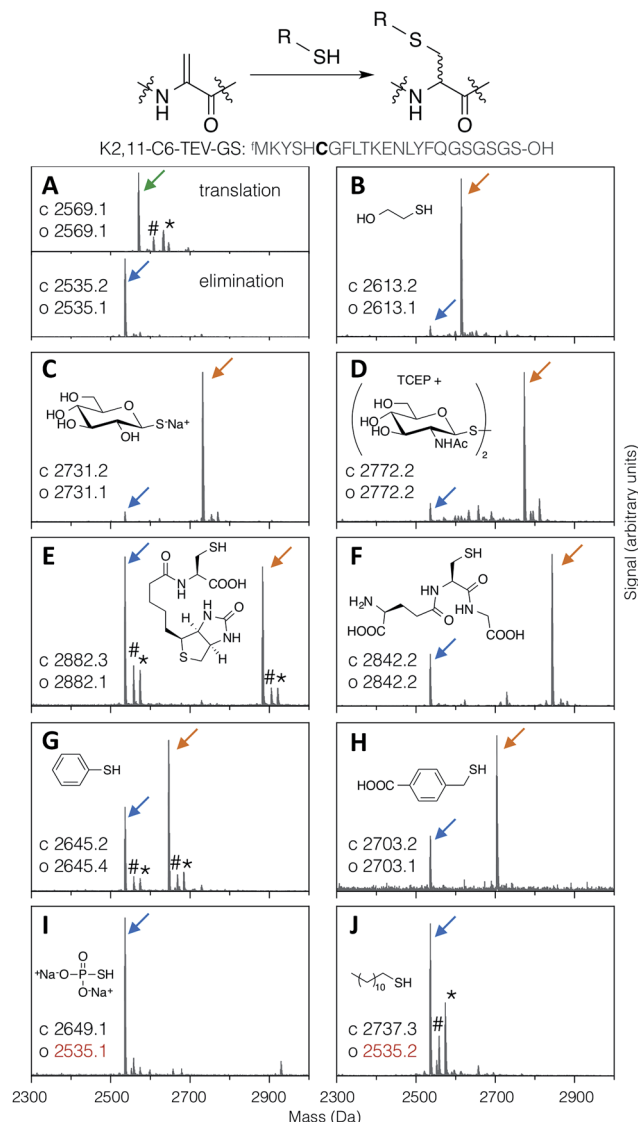 R
SH
R
S
N
H
O
N
H
O
K2,11-C6-TEV-GS: fMKYSHCGFLTKENLYFQGSGSGS-OH
A
translation
c 2569.1
o 2569.1
# *
c 2535.2
o 2535.1
elimination
B
HO
SH
c 2613.2
o 2613.1
C
HO
HO
HO
O
OH
S-Na+
c 2731.2
o 2731.1
D
TCEP +
HO
HO
HO
O
S
NHAc
2
c 2772.2
o 2772.2
E
O
SH
N
H
COOH
HN
O
NH
H
H
S
c 2882.3
o 2882.1
# *
# *
F
SH
H
N
O
H2N
O
HN
HOOC
COOH
c 2842.2
o 2842.2
G
SH
c 2645.2
o 2645.4
# *
# *
H
HOOC
SH
c 2703.2
o 2703.1
I
O
+Na-O
P
SH
O-Na+
c 2649.1
o 2535.1
J
10
SH
c 2737.3
o 2535.2
# *
2300 2500 2700 2900
2500 2700 2900
Mass (Da)
Signal (arbitrary units)